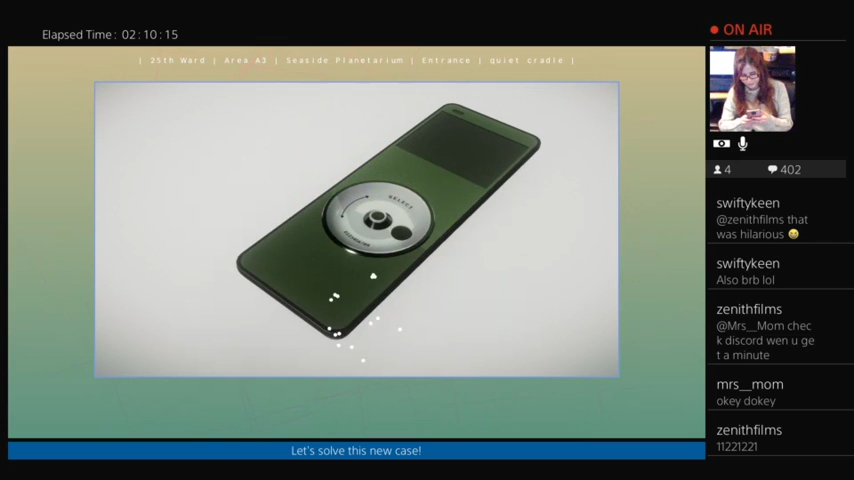 Elapsed Time: 02:10:15
ON AIR
| 25th Ward | Area A3 | Seaside Planetarium | Entrance | quiet cradle |
SELECT
4 402
swiftykeen
@zenithfilms that
was hilarious 😄
swiftykeen
Also brb lol
zenithfilms
@Mrs__Mom chec
k discord wen u ge
t a minute
mrs__mom
okey dokey
zenithfilms
11221221
Let's solve this new case!